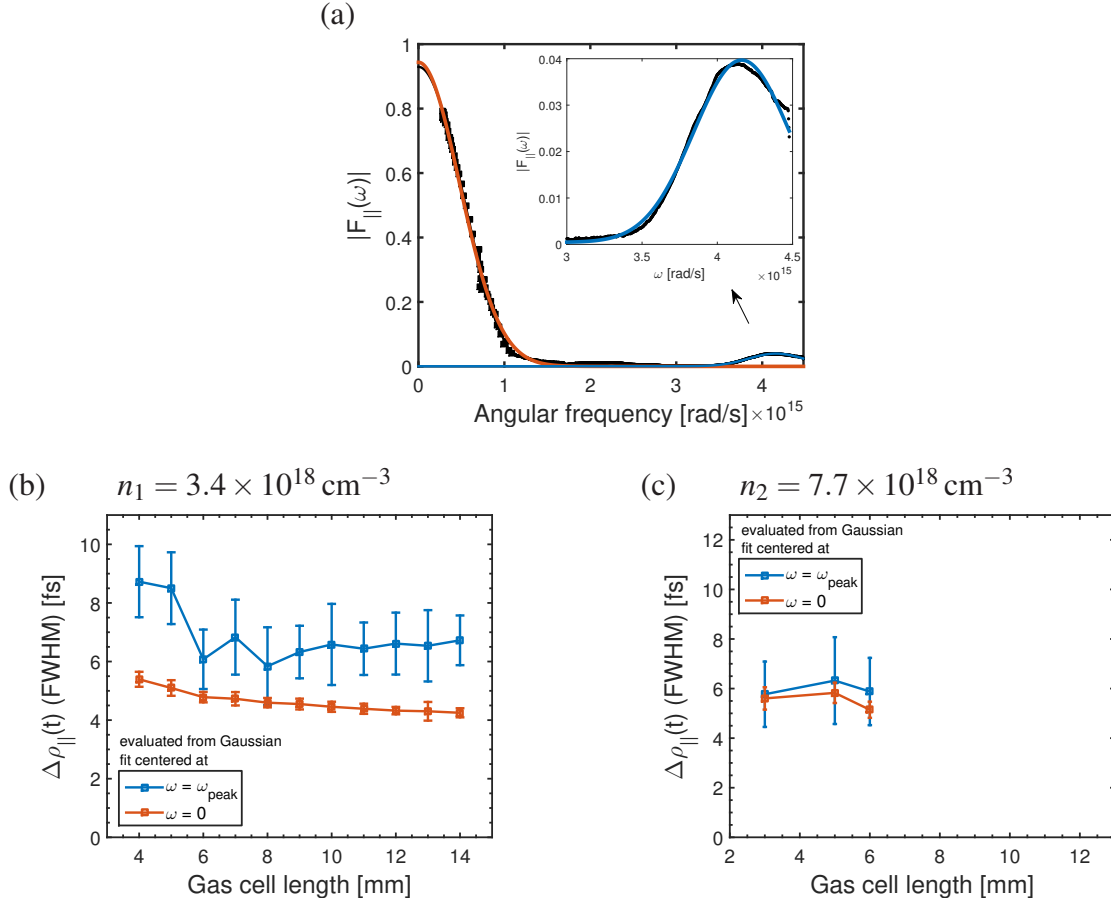 (a)
1
0.8
0.6
0.4
0.2
0
|F||(ω)|
0 1 2 3 4
Angular frequency [rad/s] ×10^15
0.04
0.03
0.02
0.01
0
|F||(ω)|
3 3.5 4 4.5
ω [rad/s] ×10^15
(b) n₁ = 3.4 × 10^18 cm^−3
10
8
6
4
2
0
Δρ||(t) (FWHM) [fs]
evaluated from Gaussian
fit centered at
ω = ω_peak
ω = 0
4 6 8 10 12 14
Gas cell length [mm]
(c) n₂ = 7.7 × 10^18 cm^−3
12
10
8
6
4
2
0
Δρ||(t) (FWHM) [fs]
evaluated from Gaussian
fit centered at
ω = ω_peak
ω = 0
2 4 6 8 10 12
Gas cell length [mm]